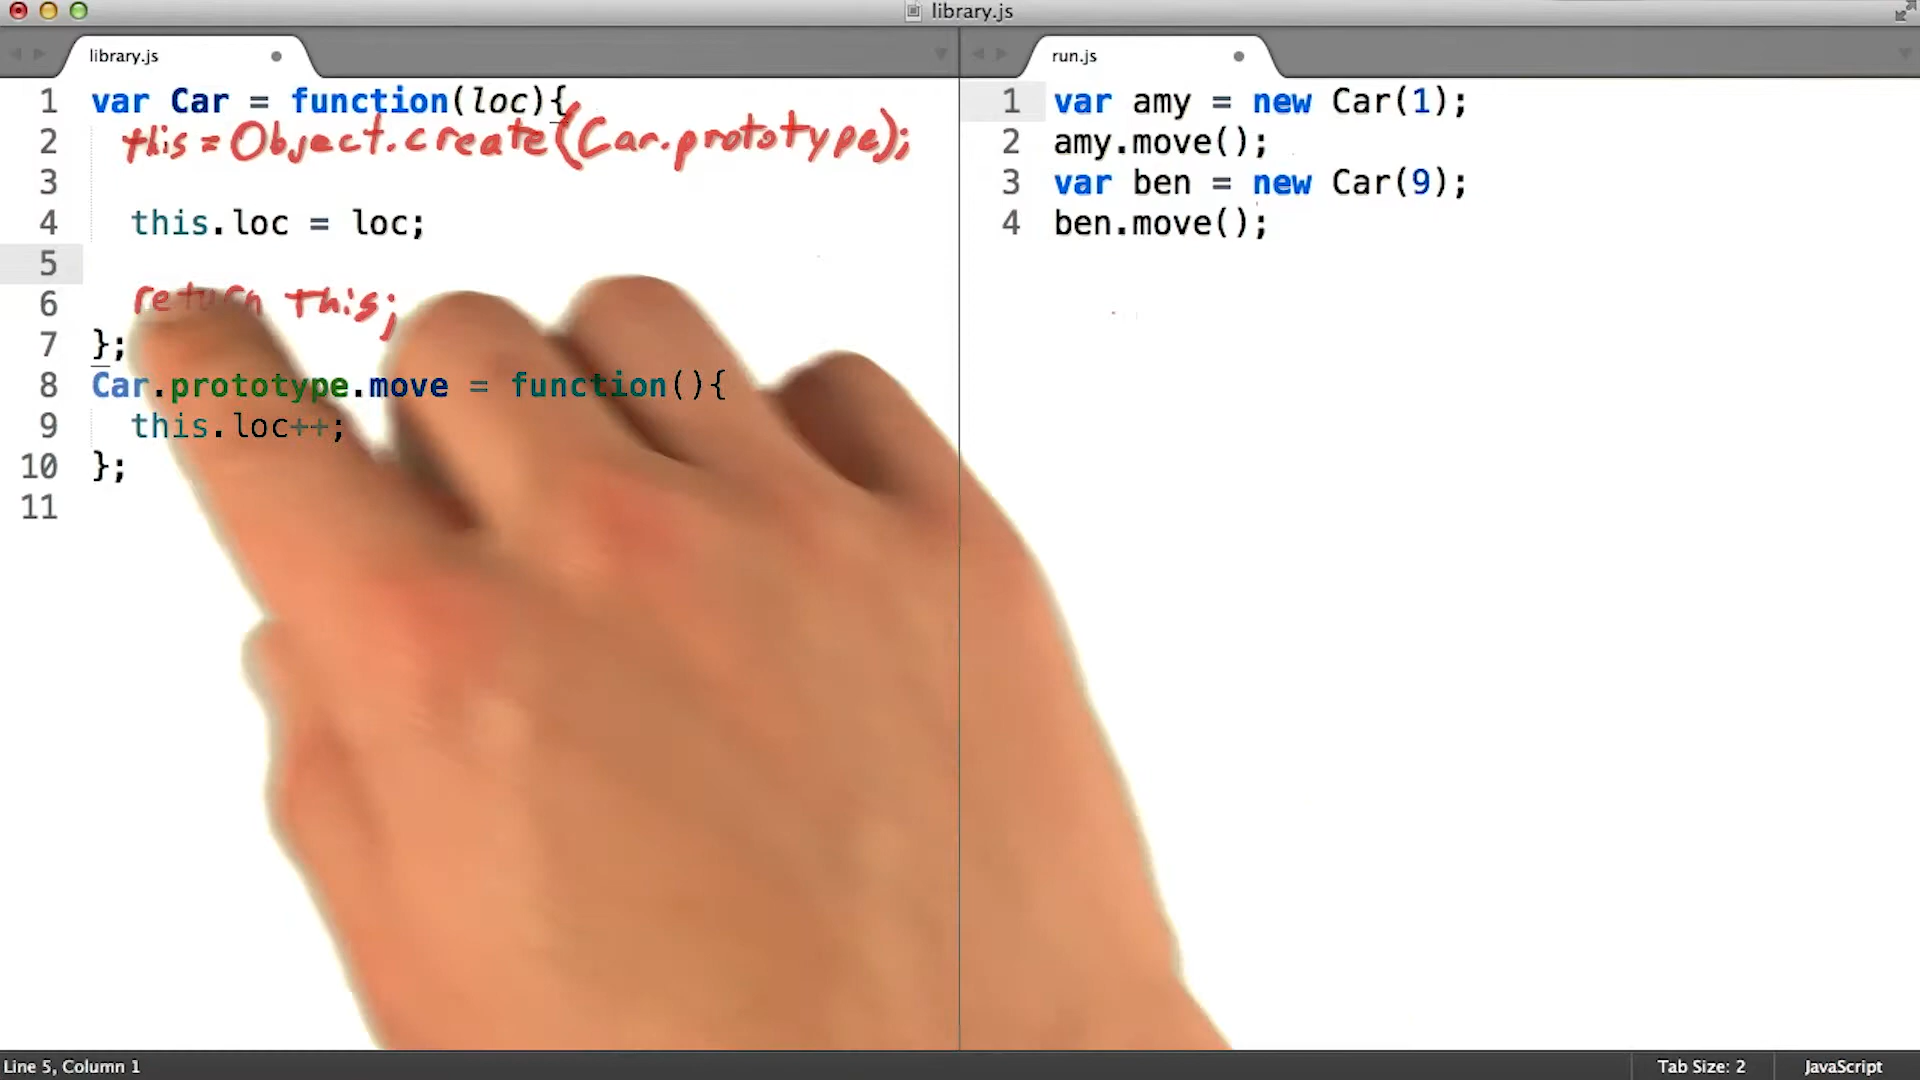 library.js
library.js
run.js
1 var Car = function(loc){
2 this = Object.create(Car.prototype);
3
4 this.loc = loc;
5
6 return this;
7 };
8 Car.prototype.move = function(){
9 this.loc++;
10 };
11
1 var amy = new Car(1);
2 amy.move();
3 var ben = new Car(9);
4 ben.move();
Line 5, Column 1
Tab Size: 2
JavaScript